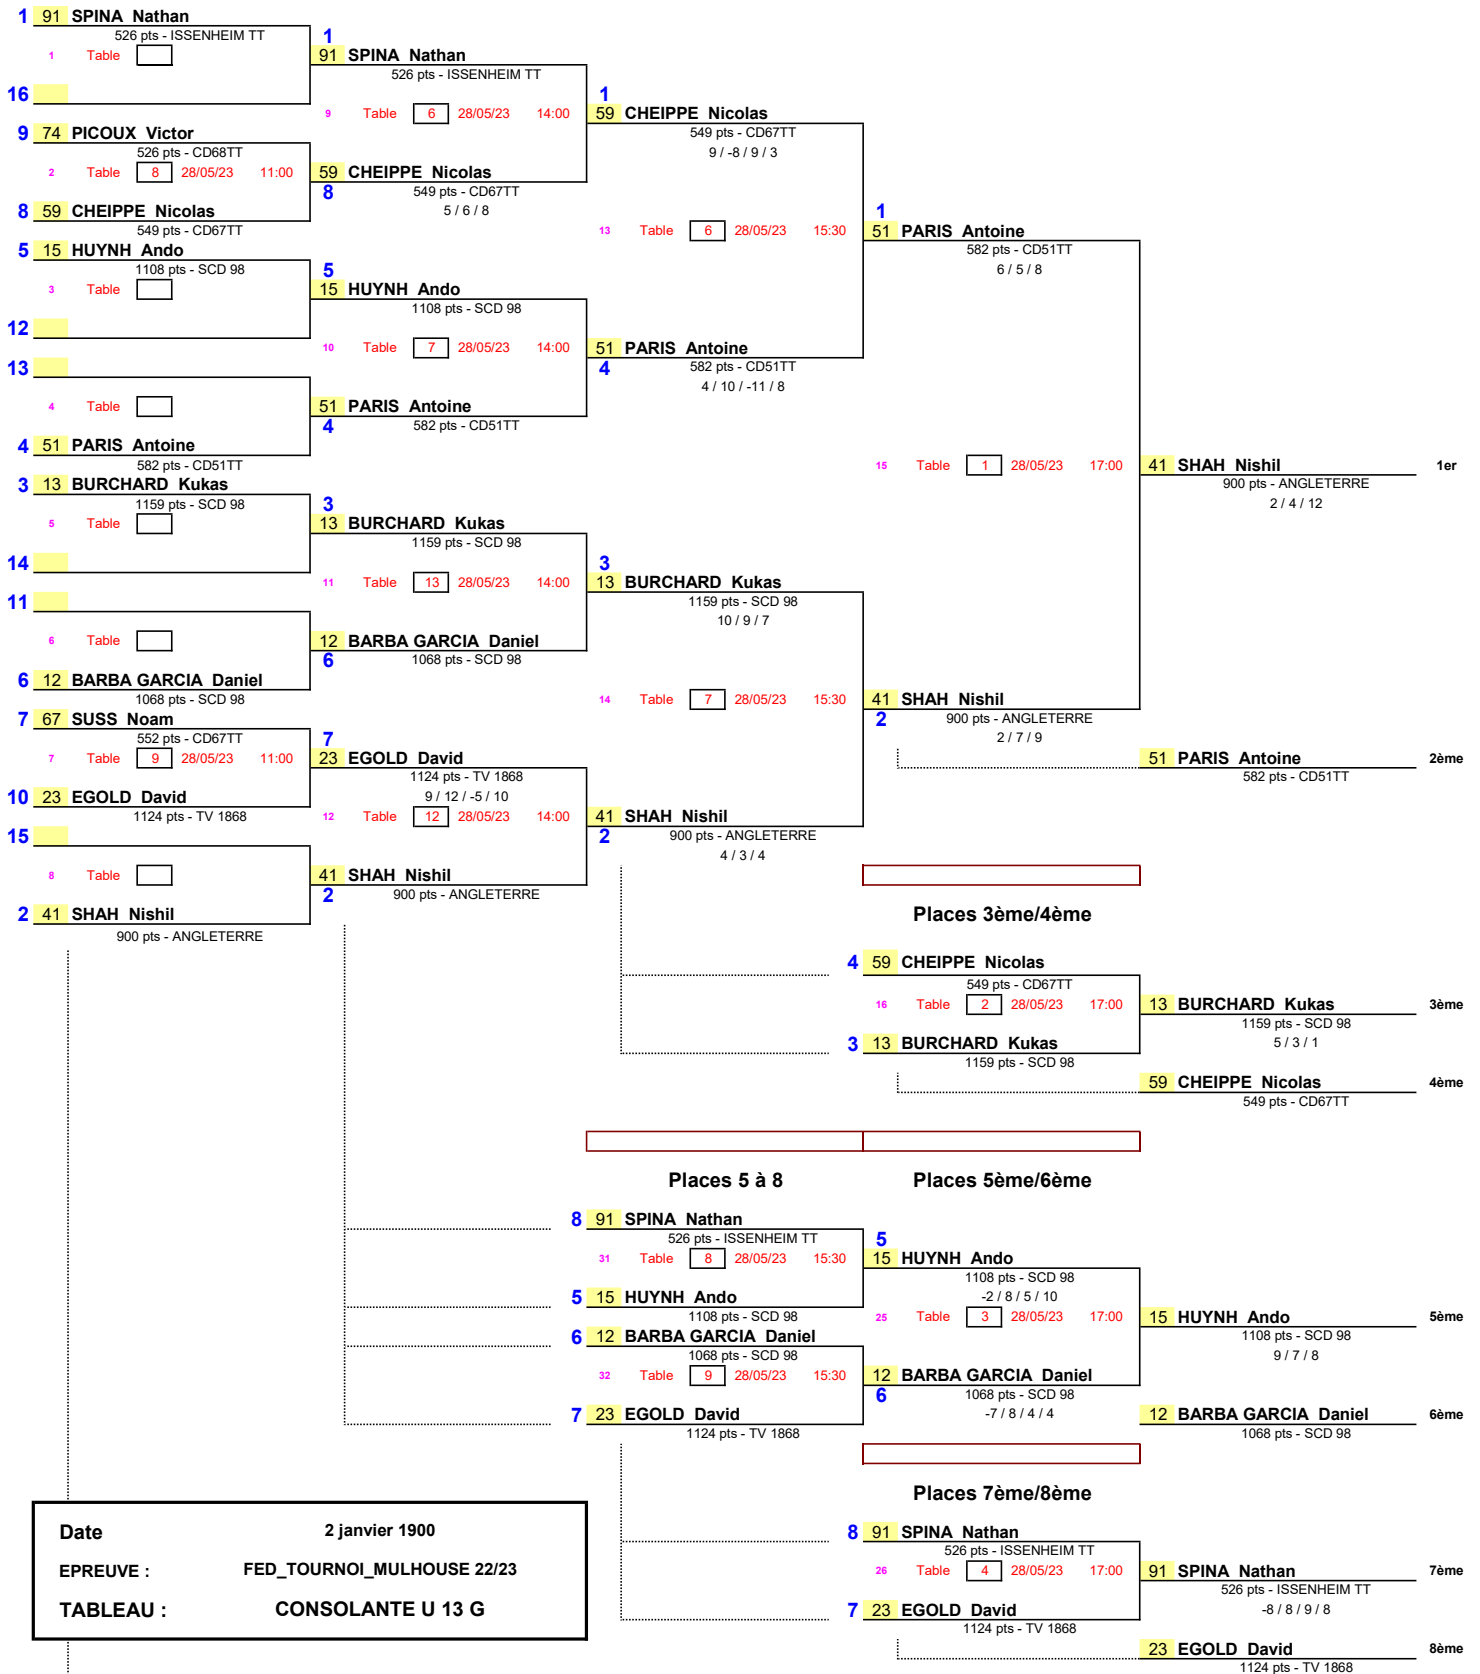 1 91 SPINA Nathan
526 pts - ISSENHEIM TT
1 Table
16
9 74 PICOUX Victor
526 pts - CD68TT
2 Table 8 28/05/23 11:00
8 59 CHEIPPE Nicolas
549 pts - CD67TT
5 15 HUYNH Ando
1108 pts - SCD 98
3 Table
12
13
4 Table
4 51 PARIS Antoine
582 pts - CD51TT
3 13 BURCHARD Kukas
1159 pts - SCD 98
5 Table
14
11
6 Table
6 12 BARBA GARCIA Daniel
1068 pts - SCD 98
7 67 SUSS Noam
552 pts - CD67TT
7 Table 9 28/05/23 11:00
10 23 EGOLD David
1124 pts - TV 1868
15
8 Table
2 41 SHAH Nishil
900 pts - ANGLETERRE
1
91 SPINA Nathan
526 pts - ISSENHEIM TT
9 Table 6 28/05/23 14:00
59 CHEIPPE Nicolas
8 549 pts - CD67TT
5 / 6 / 8
5
15 HUYNH Ando
1108 pts - SCD 98
10 Table 7 28/05/23 14:00
51 PARIS Antoine
4 582 pts - CD51TT
3
13 BURCHARD Kukas
1159 pts - SCD 98
11 Table 13 28/05/23 14:00
12 BARBA GARCIA Daniel
6 1068 pts - SCD 98
7
23 EGOLD David
1124 pts - TV 1868
9 / 12 / -5 / 10
12 Table 12 28/05/23 14:00
41 SHAH Nishil
2 900 pts - ANGLETERRE
1
59 CHEIPPE Nicolas
549 pts - CD67TT
9 / -8 / 9 / 3
13 Table 6 28/05/23 15:30
51 PARIS Antoine
4 582 pts - CD51TT
4 / 10 / -11 / 8
3
13 BURCHARD Kukas
1159 pts - SCD 98
10 / 9 / 7
14 Table 7 28/05/23 15:30
41 SHAH Nishil
2 900 pts - ANGLETERRE
4 / 3 / 4
1
51 PARIS Antoine
582 pts - CD51TT
6 / 5 / 8
15 Table 1 28/05/23 17:00
41 SHAH Nishil
2 900 pts - ANGLETERRE
2 / 7 / 9
41 SHAH Nishil 1er
900 pts - ANGLETERRE
2 / 4 / 12
51 PARIS Antoine 2ème
582 pts - CD51TT
Places 3ème/4ème
4 59 CHEIPPE Nicolas
549 pts - CD67TT
16 Table 2 28/05/23 17:00
3 13 BURCHARD Kukas
1159 pts - SCD 98
13 BURCHARD Kukas 3ème
1159 pts - SCD 98
5 / 3 / 1
59 CHEIPPE Nicolas 4ème
549 pts - CD67TT
Places 5 à 8
8 91 SPINA Nathan
526 pts - ISSENHEIM TT
31 Table 8 28/05/23 15:30
5 15 HUYNH Ando
1108 pts - SCD 98
6 12 BARBA GARCIA Daniel
1068 pts - SCD 98
32 Table 9 28/05/23 15:30
7 23 EGOLD David
1124 pts - TV 1868
Places 5ème/6ème
5
15 HUYNH Ando
1108 pts - SCD 98
-2 / 8 / 5 / 10
25 Table 3 28/05/23 17:00
12 BARBA GARCIA Daniel
6 1068 pts - SCD 98
-7 / 8 / 4 / 4
15 HUYNH Ando 5ème
1108 pts - SCD 98
9 / 7 / 8
12 BARBA GARCIA Daniel 6ème
1068 pts - SCD 98
Places 7ème/8ème
8 91 SPINA Nathan
526 pts - ISSENHEIM TT
26 Table 4 28/05/23 17:00
7 23 EGOLD David
1124 pts - TV 1868
91 SPINA Nathan 7ème
526 pts - ISSENHEIM TT
-8 / 8 / 9 / 8
23 EGOLD David 8ème
1124 pts - TV 1868
Date 2 janvier 1900
EPREUVE : FED_TOURNOI_MULHOUSE 22/23
TABLEAU : CONSOLANTE U 13 G